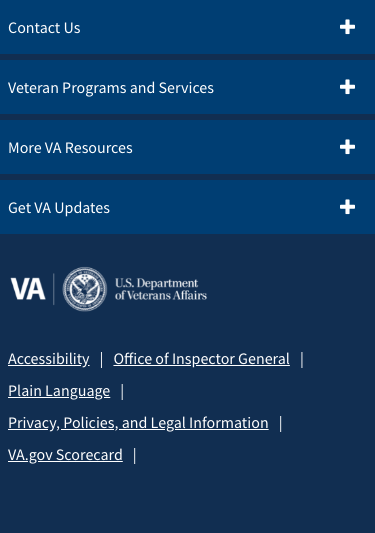 Contact Us
Veteran Programs and Services
More VA Resources
Get VA Updates
VA | U.S. Department
of Veterans Affairs
Accessibility | Office of Inspector General |
Plain Language |
Privacy, Policies, and Legal Information |
VA.gov Scorecard |